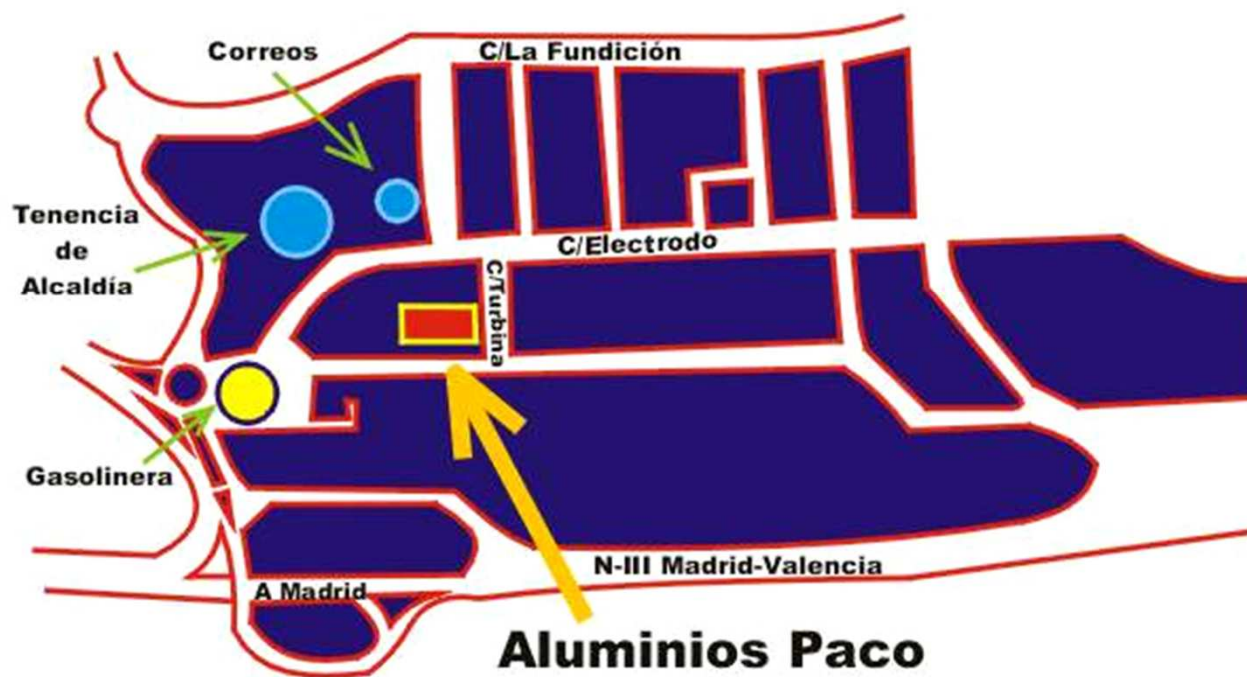 Correos
C/La Fundición
Tenencia
de
Alcaldía
C/Electrodo
C/Turbina
Gasolinera
N-III Madrid-Valencia
A Madrid
Aluminios Paco